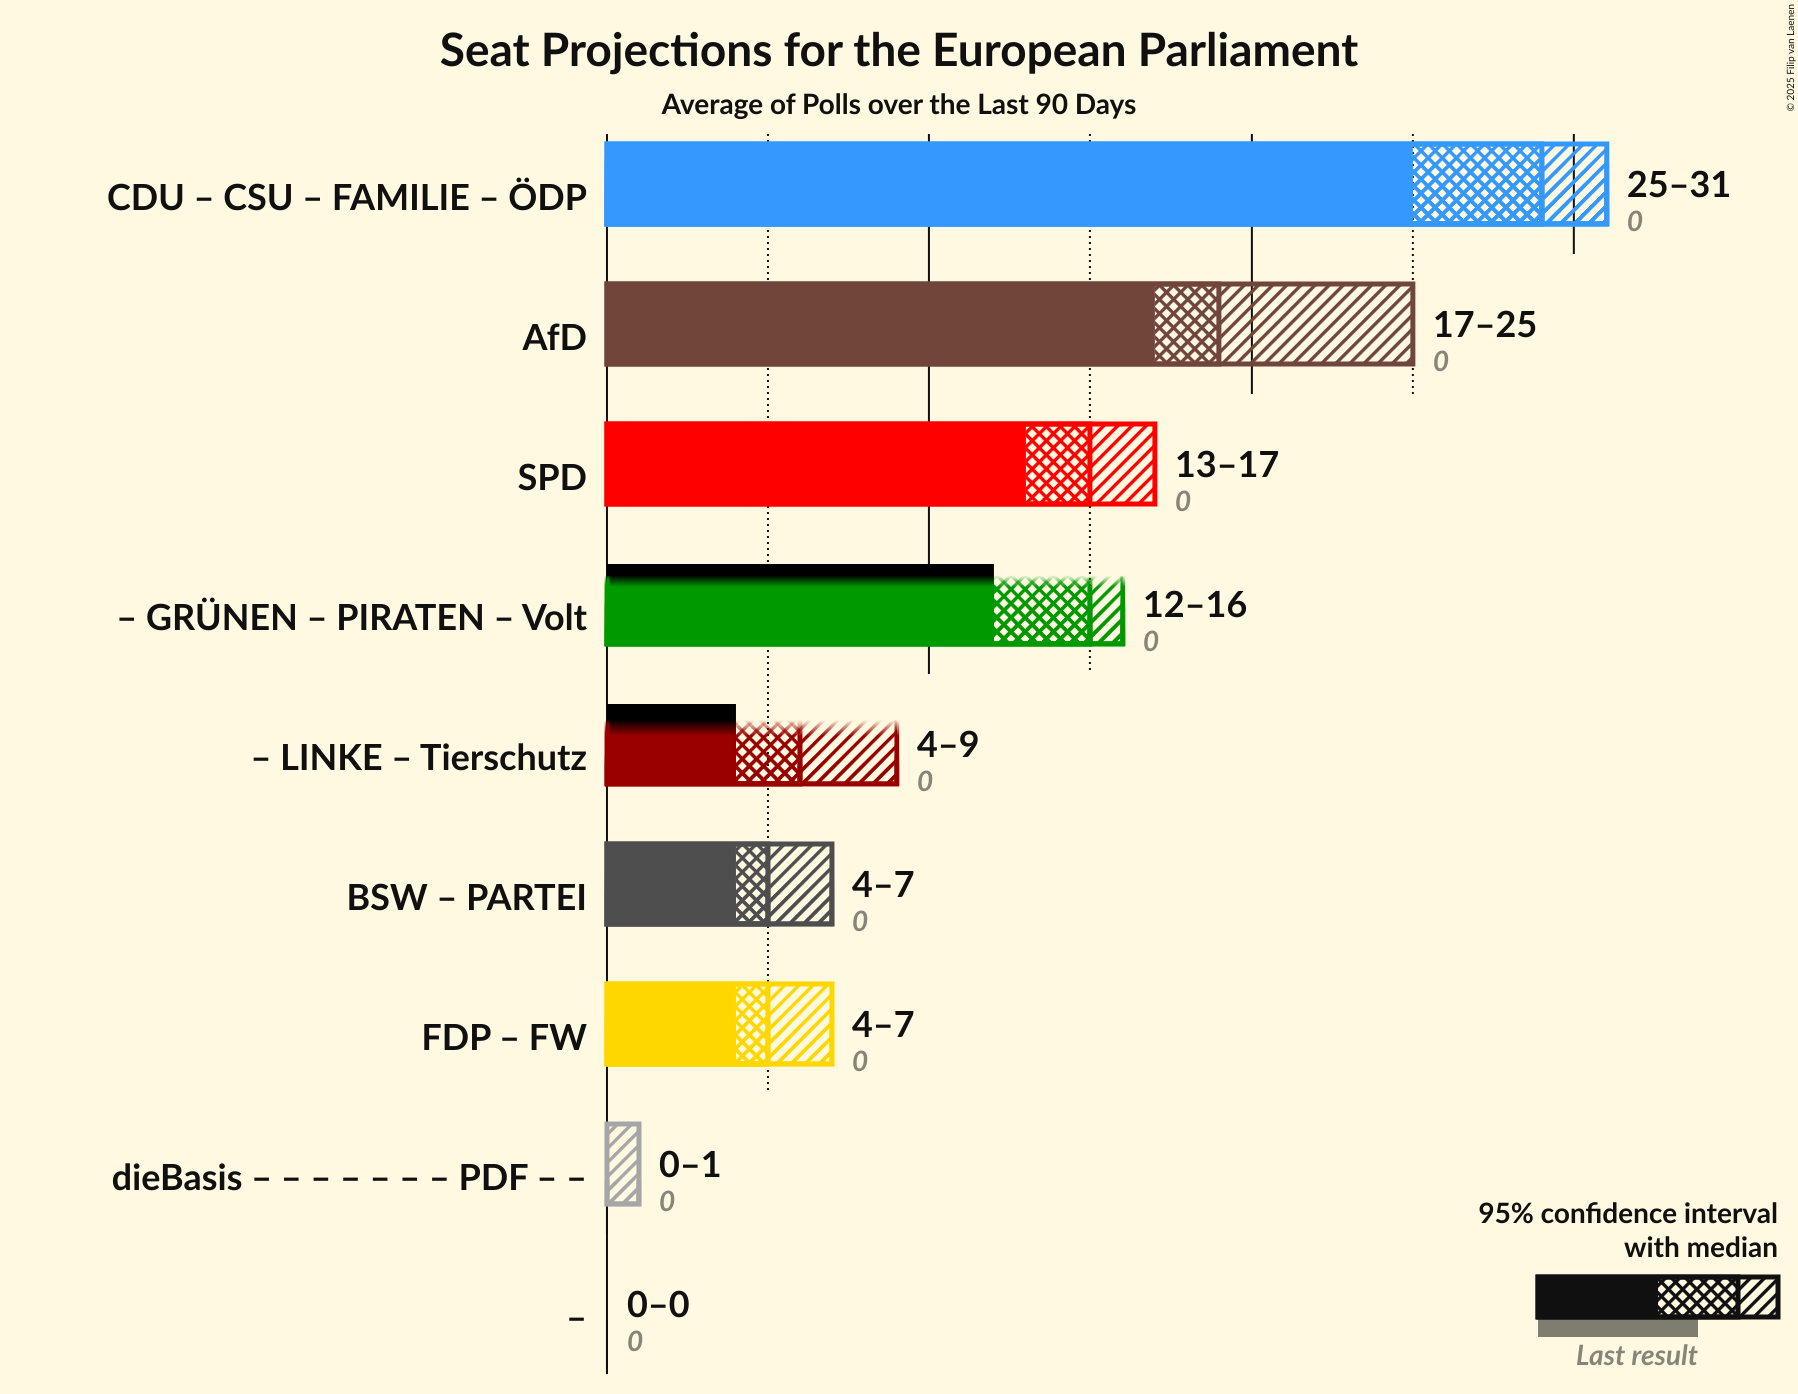 Seat Projections for the European Parliament
Average of Polls over the Last 90 Days
© 2025 Filip van Laenen
CDU – CSU – FAMILIE – ÖDP
25–31
0
AfD
17–25
0
SPD
13–17
0
– GRÜNEN – PIRATEN – Volt
12–16
0
– LINKE – Tierschutz
4–9
0
BSW – PARTEI
4–7
0
FDP – FW
4–7
0
dieBasis – – – – – – – PDF – –
0–1
0
–
0–0
0
95% confidence interval
with median
Last result